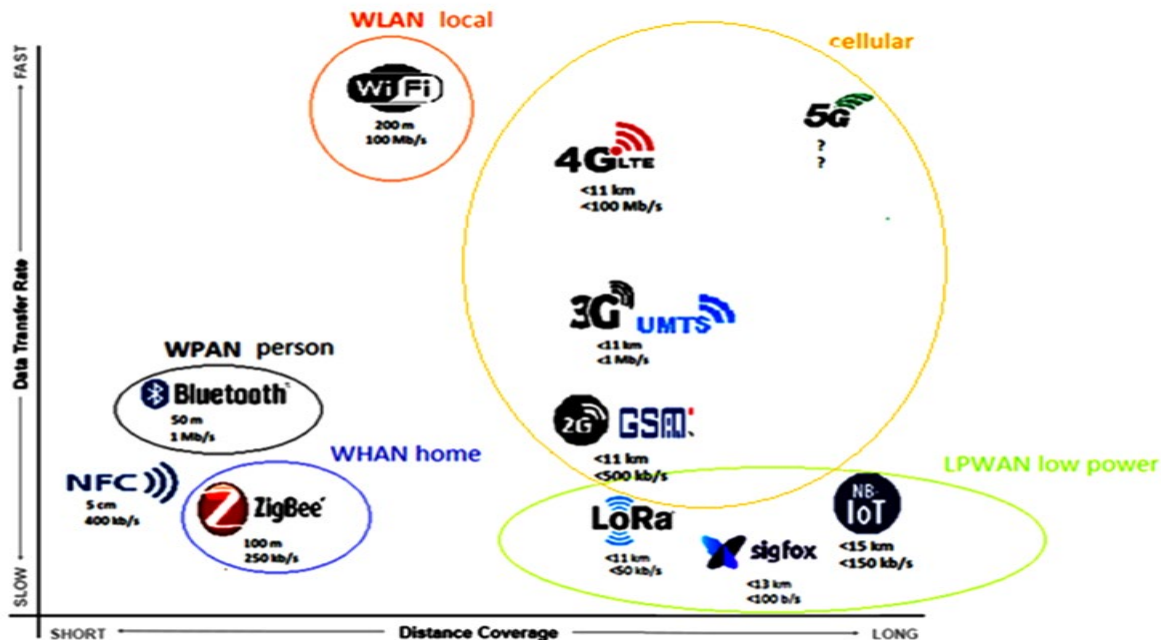 WLAN local
cellular
FAST
Data Transfer Rate
SLOW
WiFi
200 m
100 Mb/s
5G
?
?
4G LTE
<11 km
<100 Mb/s
3G UMTS
<11 km
<1 Mb/s
WPAN person
Bluetooth
50 m
1 Mb/s
2G GSM
<11 km
<500 kb/s
WHAN home
LPWAN low power
NFC
5 cm
400 kb/s
ZigBee
100 m
250 kb/s
LoRa
<11 km
<50 kb/s
sigfox
<13 km
<100 b/s
NB-
IoT
<15 km
<150 kb/s
SHORT
Distance Coverage
LONG